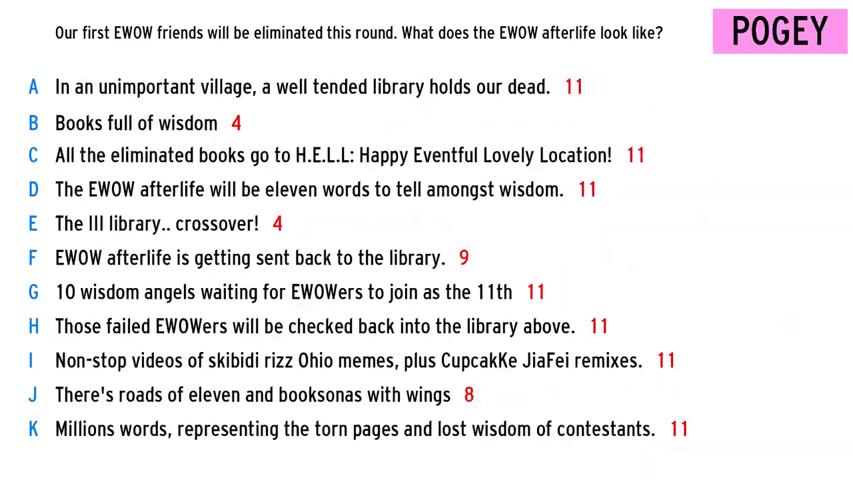 Our first EWOW friends will be eliminated this round. What does the EWOW afterlife look like?
POGEY
A In an unimportant village, a well tended library holds our dead. 11
B Books full of wisdom 4
C All the eliminated books go to H.E.L.L: Happy Eventful Lovely Location! 11
D The EWOW afterlife will be eleven words to tell amongst wisdom. 11
E The III library.. crossover! 4
F EWOW afterlife is getting sent back to the library. 9
G 10 wisdom angels waiting for EWOWers to join as the 11th 11
H Those failed EWOWers will be checked back into the library above. 11
I Non-stop videos of skibidi rizz Ohio memes, plus CupcakKe JiaFei remixes. 11
J There's roads of eleven and booksonas with wings 8
K Millions words, representing the torn pages and lost wisdom of contestants. 11